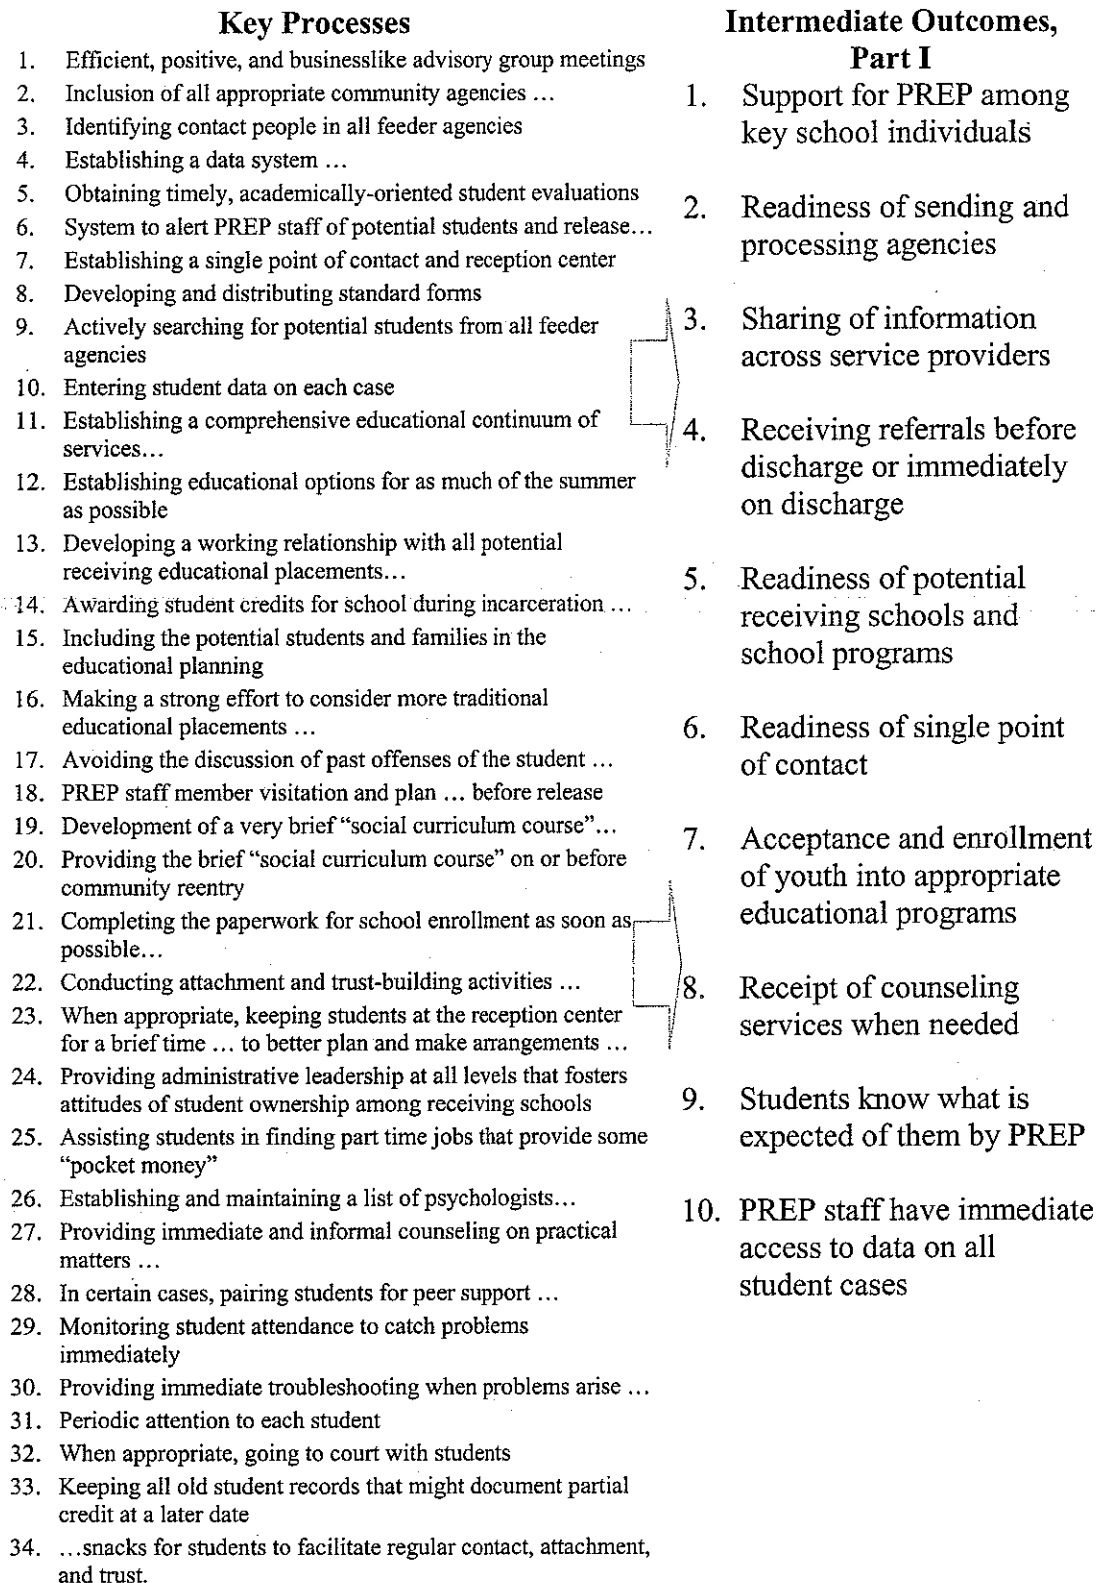 Key Processes
1. Efficient, positive, and businesslike advisory group meetings
2. Inclusion of all appropriate community agencies ...
3. Identifying contact people in all feeder agencies
4. Establishing a data system ...
5. Obtaining timely, academically-oriented student evaluations
6. System to alert PREP staff of potential students and release...
7. Establishing a single point of contact and reception center
8. Developing and distributing standard forms
9. Actively searching for potential students from all feeder
agencies
10. Entering student data on each case
11. Establishing a comprehensive educational continuum of
services...
12. Establishing educational options for as much of the summer
as possible
13. Developing a working relationship with all potential
receiving educational placements...
14. Awarding student credits for school during incarceration ...
15. Including the potential students and families in the
educational planning
16. Making a strong effort to consider more traditional
educational placements ...
17. Avoiding the discussion of past offenses of the student ...
18. PREP staff member visitation and plan ... before release
19. Development of a very brief “social curriculum course”...
20. Providing the brief “social curriculum course” on or before
community reentry
21. Completing the paperwork for school enrollment as soon as
possible...
22. Conducting attachment and trust-building activities ...
23. When appropriate, keeping students at the reception center
for a brief time ... to better plan and make arrangements ...
24. Providing administrative leadership at all levels that fosters
attitudes of student ownership among receiving schools
25. Assisting students in finding part time jobs that provide some
“pocket money”
26. Establishing and maintaining a list of psychologists...
27. Providing immediate and informal counseling on practical
matters ...
28. In certain cases, pairing students for peer support ...
29. Monitoring student attendance to catch problems
immediately
30. Providing immediate troubleshooting when problems arise ...
31. Periodic attention to each student
32. When appropriate, going to court with students
33. Keeping all old student records that might document partial
credit at a later date
34. ...snacks for students to facilitate regular contact, attachment,
and trust.
Intermediate Outcomes,
Part I
1. Support for PREP among
key school individuals
2. Readiness of sending and
processing agencies
3. Sharing of information
across service providers
4. Receiving referrals before
discharge or immediately
on discharge
5. Readiness of potential
receiving schools and
school programs
6. Readiness of single point
of contact
7. Acceptance and enrollment
of youth into appropriate
educational programs
8. Receipt of counseling
services when needed
9. Students know what is
expected of them by PREP
10. PREP staff have immediate
access to data on all
student cases